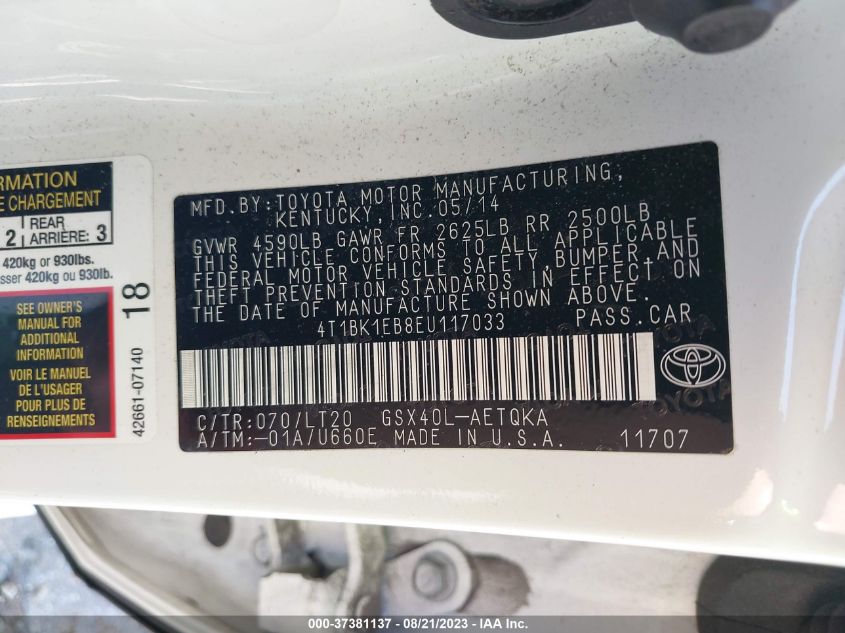 RMATION
E CHARGEMENT
2 REAR ARRIÈRE: 3
420kg or 930lbs.
sser 420kg ou 930lb.
SEE OWNER'S
MANUAL FOR
ADDITIONAL
INFORMATION
VOIR LE MANUEL
DE L'USAGER
POUR PLUS DE
RENSEIGNEMENTS
42661-07140 18
MFD. BY: TOYOTA MOTOR MANUFACTURING,
KENTUCKY, INC. 05/14
GVWR 4590LB GAWR FR 2625LB RR 2500LB
THIS VEHICLE CONFORMS TO ALL APPLICABLE
FEDERAL MOTOR VEHICLE SAFETY, BUMPER,AND
THEFT PREVENTION STANDARDS IN EFFECT ON
THE DATE OF MANUFACTURE SHOWN ABOVE.
4T1BK1EB8EU117033 PASS.CAR
C/TR:070/LT20 GSX40L-AETQKA
A/TM:-01A/U660E MADE IN U.S.A. 11707
000-37381137 - 08/21/2023 - IAA Inc.